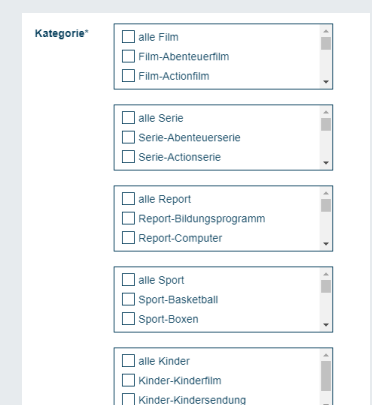 Kategorie*
alle Film
Film-Abenteuerfilm
Film-Actionfilm
alle Serie
Serie-Abenteuerserie
Serie-Actionserie
alle Report
Report-Bildungsprogramm
Report-Computer
alle Sport
Sport-Basketball
Sport-Boxen
alle Kinder
Kinder-Kinderfilm
Kinder-Kindersendung